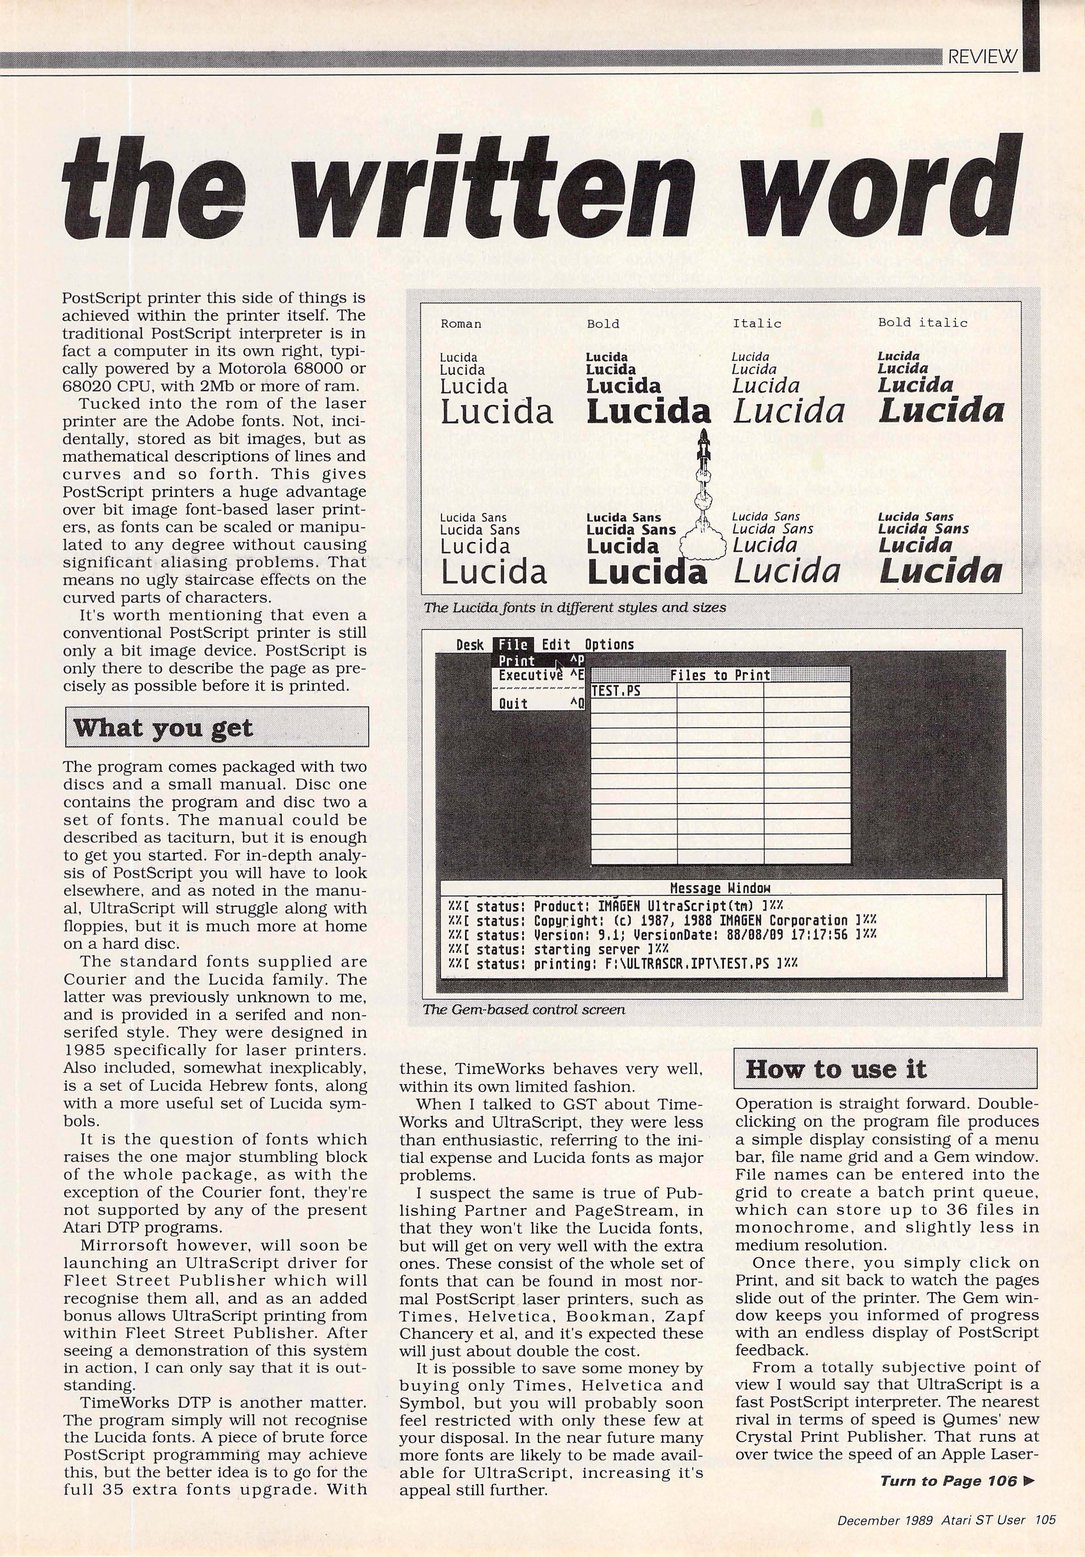 REVIEW
the written word
PostScript printer this side of things is
achieved within the printer itself. The
traditional PostScript interpreter is in
fact a computer in its own right, typi-
cally powered by a Motorola 68000 or
68020 CPU, with 2Mb or more of ram.
Tucked into the rom of the laser
printer are the Adobe fonts. Not, inci-
dentally, stored as bit images, but as
mathematical descriptions of lines and
curves and so forth. This gives
PostScript printers a huge advantage
over bit image font-based laser print-
ers, as fonts can be scaled or manipu-
lated to any degree without causing
significant aliasing problems. That
means no ugly staircase effects on the
curved parts of characters.
It's worth mentioning that even a
conventional PostScript printer is still
only a bit image device. PostScript is
only there to describe the page as pre-
cisely as possible before it is printed.
What you get
The program comes packaged with two
discs and a small manual. Disc one
contains the program and disc two a
set of fonts. The manual could be
described as taciturn, but it is enough
to get you started. For in-depth analy-
sis of PostScript you will have to look
elsewhere, and as noted in the manu-
al, UltraScript will struggle along with
floppies, but it is much more at home
on a hard disc.
The standard fonts supplied are
Courier and the Lucida family. The
latter was previously unknown to me,
and is provided in a serifed and non-
serifed style. They were designed in
1985 specifically for laser printers.
Also included, somewhat inexplicably,
is a set of Lucida Hebrew fonts, along
with a more useful set of Lucida sym-
bols.
It is the question of fonts which
raises the one major stumbling block
of the whole package, as with the
exception of the Courier font, they're
not supported by any of the present
Atari DTP programs.
Mirrorsoft however, will soon be
launching an UltraScript driver for
Fleet Street Publisher which will
recognise them all, and as an added
bonus allows UltraScript printing from
within Fleet Street Publisher. After
seeing a demonstration of this system
in action, I can only say that it is out-
standing.
TimeWorks DTP is another matter.
The program simply will not recognise
the Lucida fonts. A piece of brute force
PostScript programming may achieve
this, but the better idea is to go for the
full 35 extra fonts upgrade. With
Roman Bold Italic Bold italic
Lucida Lucida Lucida Lucida
Lucida Lucida Lucida Lucida
Lucida Lucida Lucida Lucida
Lucida Lucida Lucida Lucida
Lucida Sans Lucida Sans Lucida Sans Lucida Sans
Lucida Sans Lucida Sans Lucida Sans Lucida Sans
Lucida Lucida Lucida Lucida
Lucida Lucida Lucida Lucida
The Lucida fonts in different styles and sizes
Desk File Edit Options
Print ^P
Executive ^E
Quit ^Q
Files to Print
TEST.PS
Message Window
%%[ status: Product: IMAGEN UltraScript(tm) ]%%
%%[ status: Copyright: (c) 1987, 1988 IMAGEN Corporation ]%%
%%[ status: Version: 9.1; VersionDate: 88/08/09 17:17:56 ]%%
%%[ status: starting server ]%%
%%[ status: printing: F:\ULTRASCR.IPT\TEST.PS ]%%
The Gem-based control screen
these, TimeWorks behaves very well,
within its own limited fashion.
When I talked to GST about Time-
Works and UltraScript, they were less
than enthusiastic, referring to the ini-
tial expense and Lucida fonts as major
problems.
I suspect the same is true of Pub-
lishing Partner and PageStream, in
that they won't like the Lucida fonts,
but will get on very well with the extra
ones. These consist of the whole set of
fonts that can be found in most nor-
mal PostScript laser printers, such as
Times, Helvetica, Bookman, Zapf
Chancery et al, and it's expected these
will just about double the cost.
It is possible to save some money by
buying only Times, Helvetica and
Symbol, but you will probably soon
feel restricted with only these few at
your disposal. In the near future many
more fonts are likely to be made avail-
able for UltraScript, increasing it's
appeal still further.
How to use it
Operation is straight forward. Double-
clicking on the program file produces
a simple display consisting of a menu
bar, file name grid and a Gem window.
File names can be entered into the
grid to create a batch print queue,
which can store up to 36 files in
monochrome, and slightly less in
medium resolution.
Once there, you simply click on
Print, and sit back to watch the pages
slide out of the printer. The Gem win-
dow keeps you informed of progress
with an endless display of PostScript
feedback.
From a totally subjective point of
view I would say that UltraScript is a
fast PostScript interpreter. The nearest
rival in terms of speed is Qumes' new
Crystal Print Publisher. That runs at
over twice the speed of an Apple Laser-
Turn to Page 106 ►
December 1989 Atari ST User 105